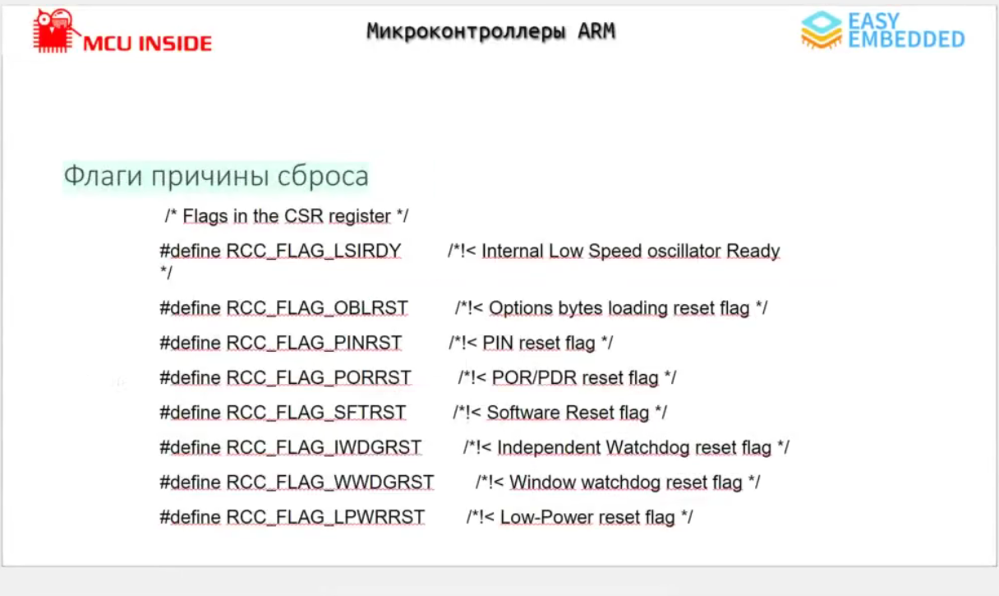 MCU INSIDE
Микроконтроллеры ARM
EASY
EMBEDDED
Флаги причины сброса
/* Flags in the CSR register */
#define RCC_FLAG_LSIRDY /*!< Internal Low Speed oscillator Ready
*/
#define RCC_FLAG_OBLRST /*!< Options bytes loading reset flag */
#define RCC_FLAG_PINRST /*!< PIN reset flag */
#define RCC_FLAG_PORRST /*!< POR/PDR reset flag */
#define RCC_FLAG_SFTRST /*!< Software Reset flag */
#define RCC_FLAG_IWDGRST /*!< Independent Watchdog reset flag */
#define RCC_FLAG_WWDGRST /*!< Window watchdog reset flag */
#define RCC_FLAG_LPWRRST /*!< Low-Power reset flag */